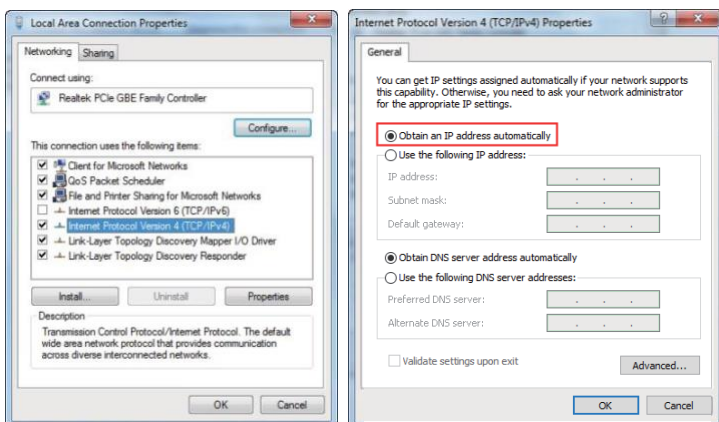 Local Area Connection Properties
Networking
Sharing
Connect using:
Realtek PCIe GBE Family Controller
Configure...
This connection uses the following items:
Client for Microsoft Networks
QoS Packet Scheduler
File and Printer Sharing for Microsoft Networks
Internet Protocol Version 6 (TCP/IPv6)
Internet Protocol Version 4 (TCP/IPv4)
Link-Layer Topology Discovery Mapper I/O Driver
Link-Layer Topology Discovery Responder
Install...
Uninstall
Properties
Description
Transmission Control Protocol/Internet Protocol. The default
wide area network protocol that provides communication
across diverse interconnected networks.
OK
Cancel
Internet Protocol Version 4 (TCP/IPv4) Properties
General
You can get IP settings assigned automatically if your network supports
this capability. Otherwise, you need to ask your network administrator
for the appropriate IP settings.
Obtain an IP address automatically
Use the following IP address:
IP address:
Subnet mask:
Default gateway:
Obtain DNS server address automatically
Use the following DNS server addresses:
Preferred DNS server:
Alternate DNS server:
Validate settings upon exit
Advanced...
OK
Cancel